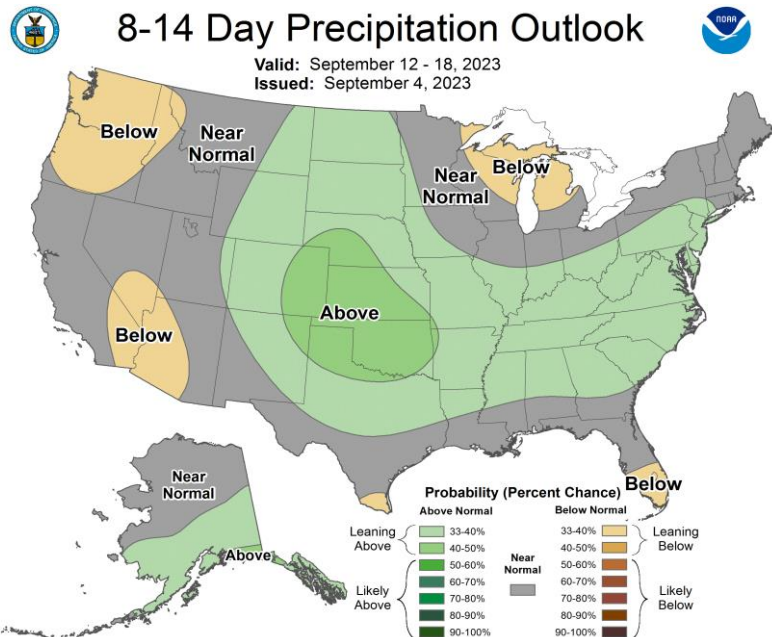 8-14 Day Precipitation Outlook
NOAA
Valid: September 12 - 18, 2023
Issued: September 4, 2023
Below
Near
Normal
Near
Normal
Below
Above
Below
Near
Normal
Above
Below
Probability (Percent Chance)
Above Normal
Below Normal
Leaning
Above
33-40%
40-50%
Likely
Above
50-60%
60-70%
70-80%
80-90%
90-100%
Near
Normal
33-40%
40-50%
Leaning
Below
50-60%
60-70%
70-80%
80-90%
90-100%
Likely
Below